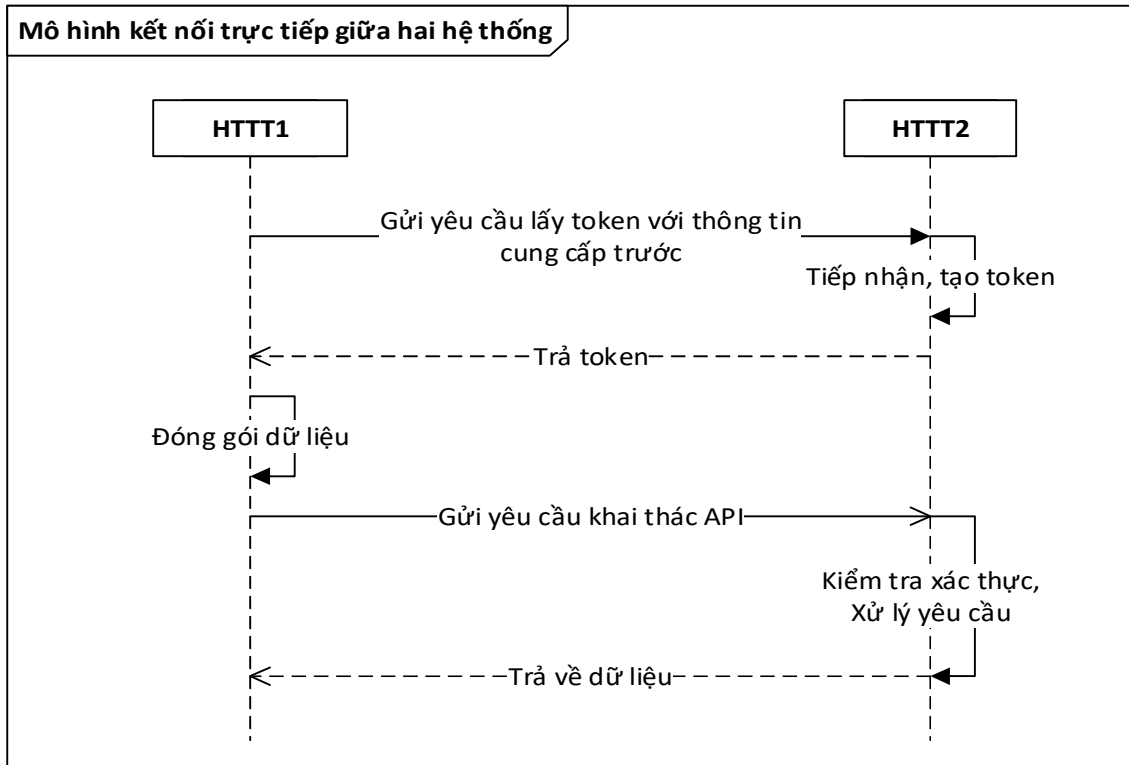 Mô hình kết nối trực tiếp giữa hai hệ thống
HTTT1
HTTT2
Gửi yêu cầu lấy token với thông tin
cung cấp trước
Tiếp nhận, tạo token
Trả token
Đóng gói dữ liệu
Gửi yêu cầu khai thác API
Kiểm tra xác thực,
Xử lý yêu cầu
Trả về dữ liệu